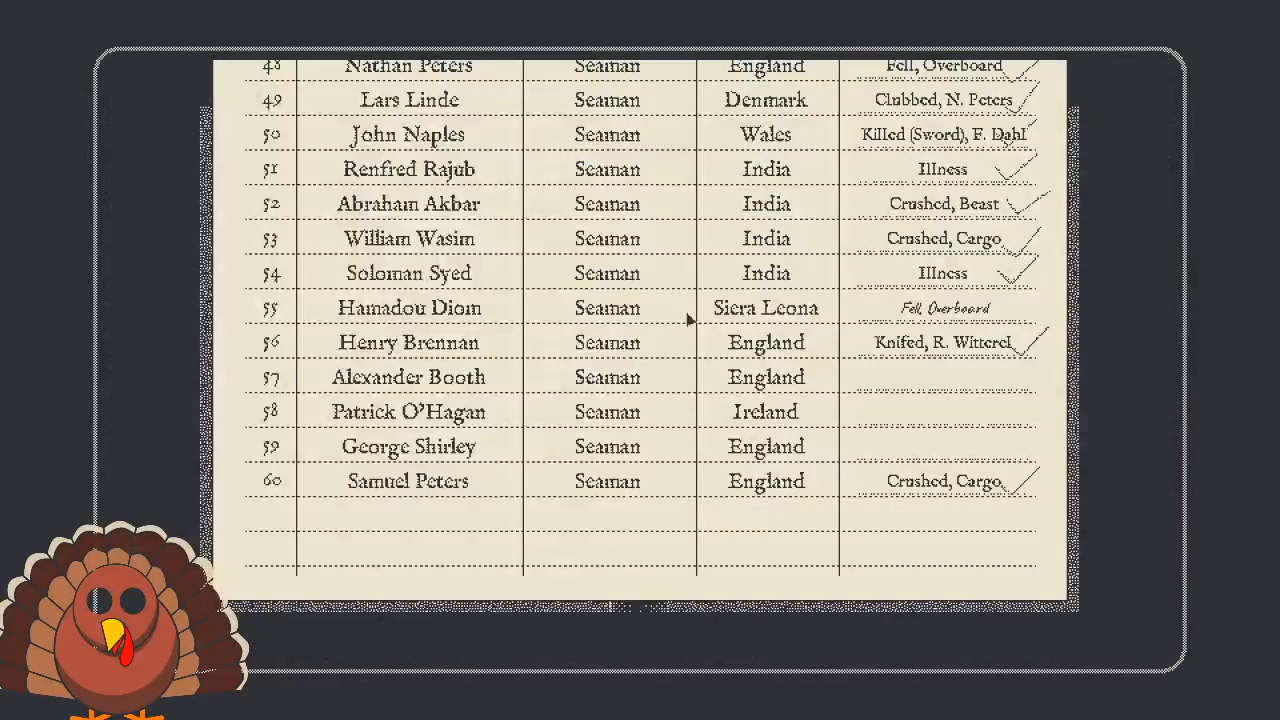 48 Nathan Peters Seaman England Fell, Overboard
49 Lars Linde Seaman Denmark Clubbed, N. Peters
50 John Naples Seaman Wales Killed (Sword), F. Dahl
51 Renfred Rajub Seaman India Illness
52 Abraham Akbar Seaman India Crushed, Beast
53 William Wasim Seaman India Crushed, Cargo
54 Soloman Syed Seaman India Illness
55 Hamadou Diom Seaman Siera Leona Fell, Overboard
56 Henry Brennan Seaman England Knifed, R. Witterel
57 Alexander Booth Seaman England
58 Patrick O'Hagan Seaman Ireland
59 George Shirley Seaman England
60 Samuel Peters Seaman England Crushed, Cargo